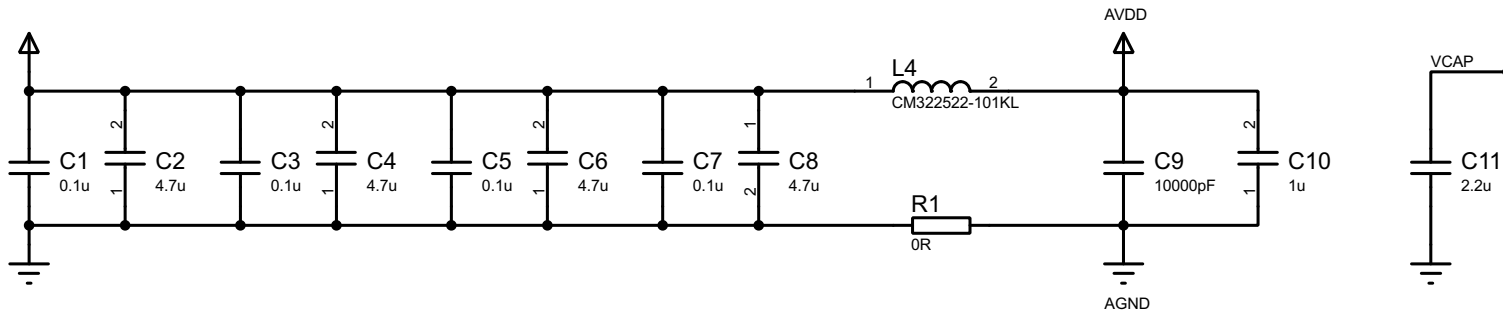 AVDD
VCAP
L4
1
2
CM322522-101KL
2
2
2
1
2
C1
0.1u
C2
4.7u
C3
0.1u
C4
4.7u
C5
0.1u
C6
4.7u
C7
0.1u
C8
4.7u
C9
10000pF
C10
1u
C11
2.2u
1
1
1
2
1
R1
0R
AGND